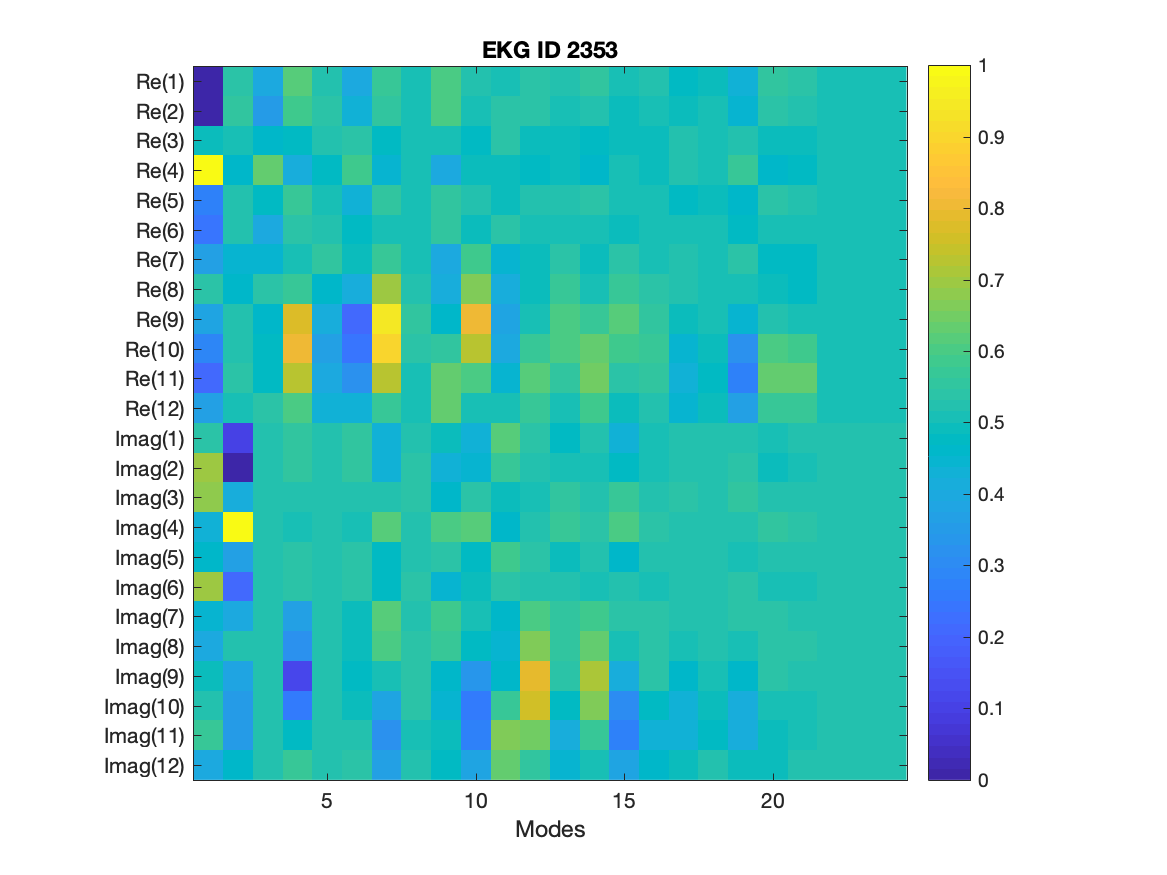 EKG ID 2353
Re(1)
Re(2)
Re(3)
Re(4)
Re(5)
Re(6)
Re(7)
Re(8)
Re(9)
Re(10)
Re(11)
Re(12)
Imag(1)
Imag(2)
Imag(3)
Imag(4)
Imag(5)
Imag(6)
Imag(7)
Imag(8)
Imag(9)
Imag(10)
Imag(11)
Imag(12)
5 10 15 20
Modes
1
0.9
0.8
0.7
0.6
0.5
0.4
0.3
0.2
0.1
0